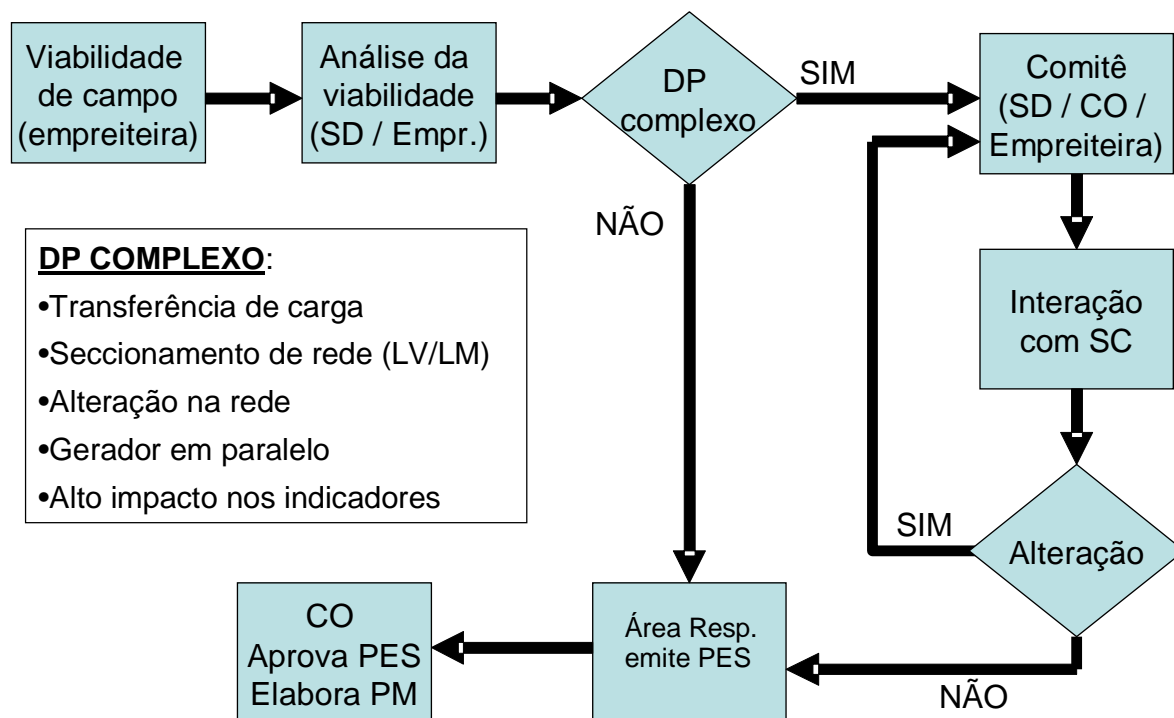 Viabilidade
de campo
(empreiteira)
Análise da
viabilidade
(SD / Empr.)
DP
complexo
SIM
Comitê
(SD / CO /
Empreiteira)
NÃO
DP COMPLEXO:
•Transferência de carga
•Seccionamento de rede (LV/LM)
•Alteração na rede
•Gerador em paralelo
•Alto impacto nos indicadores
Interação
com SC
SIM
Alteração
NÃO
Área Resp.
emite PES
CO
Aprova PES
Elabora PM